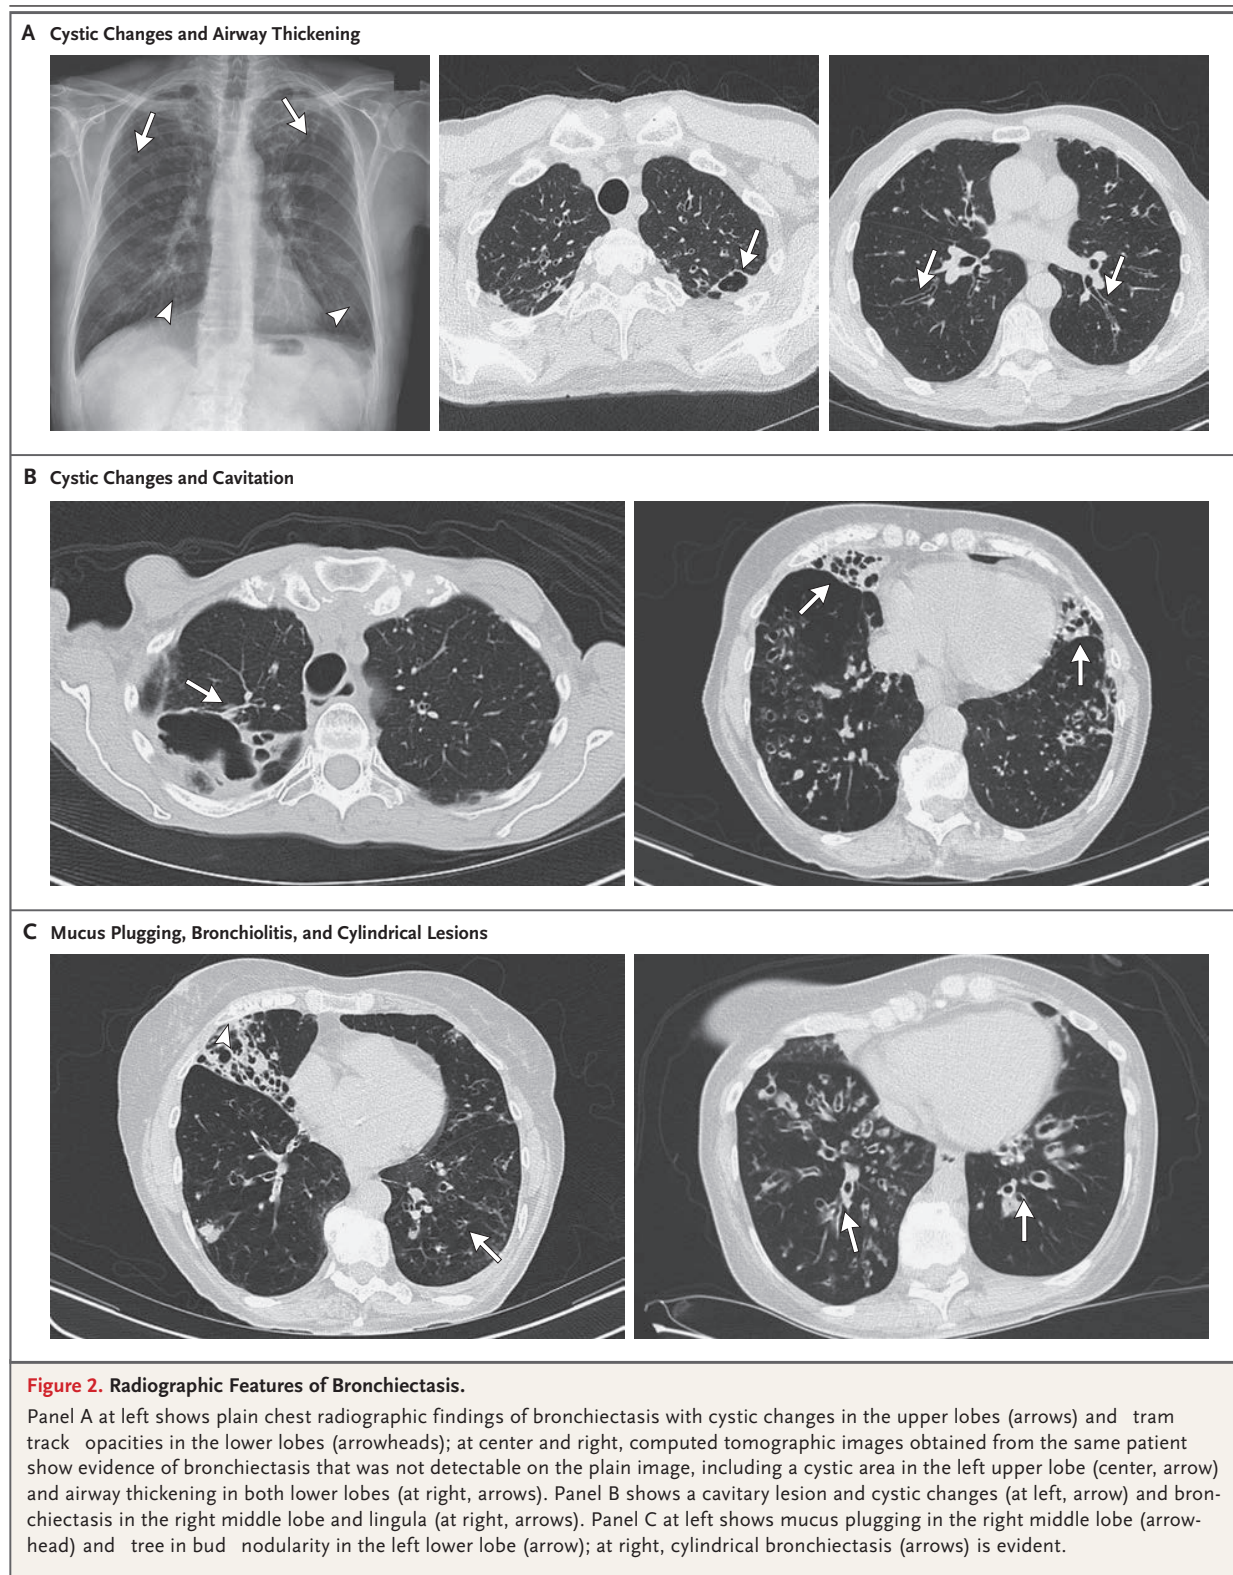 A Cystic Changes and Airway Thickening
B Cystic Changes and Cavitation
C Mucus Plugging, Bronchiolitis, and Cylindrical Lesions
Figure 2. Radiographic Features of Bronchiectasis.
Panel A at left shows plain chest radiographic findings of bronchiectasis with cystic changes in the upper lobes (arrows) and tram
track opacities in the lower lobes (arrowheads); at center and right, computed tomographic images obtained from the same patient
show evidence of bronchiectasis that was not detectable on the plain image, including a cystic area in the left upper lobe (center, arrow)
and airway thickening in both lower lobes (at right, arrows). Panel B shows a cavitary lesion and cystic changes (at left, arrow) and bron-
chiectasis in the right middle lobe and lingula (at right, arrows). Panel C at left shows mucus plugging in the right middle lobe (arrow-
head) and tree in bud nodularity in the left lower lobe (arrow); at right, cylindrical bronchiectasis (arrows) is evident.